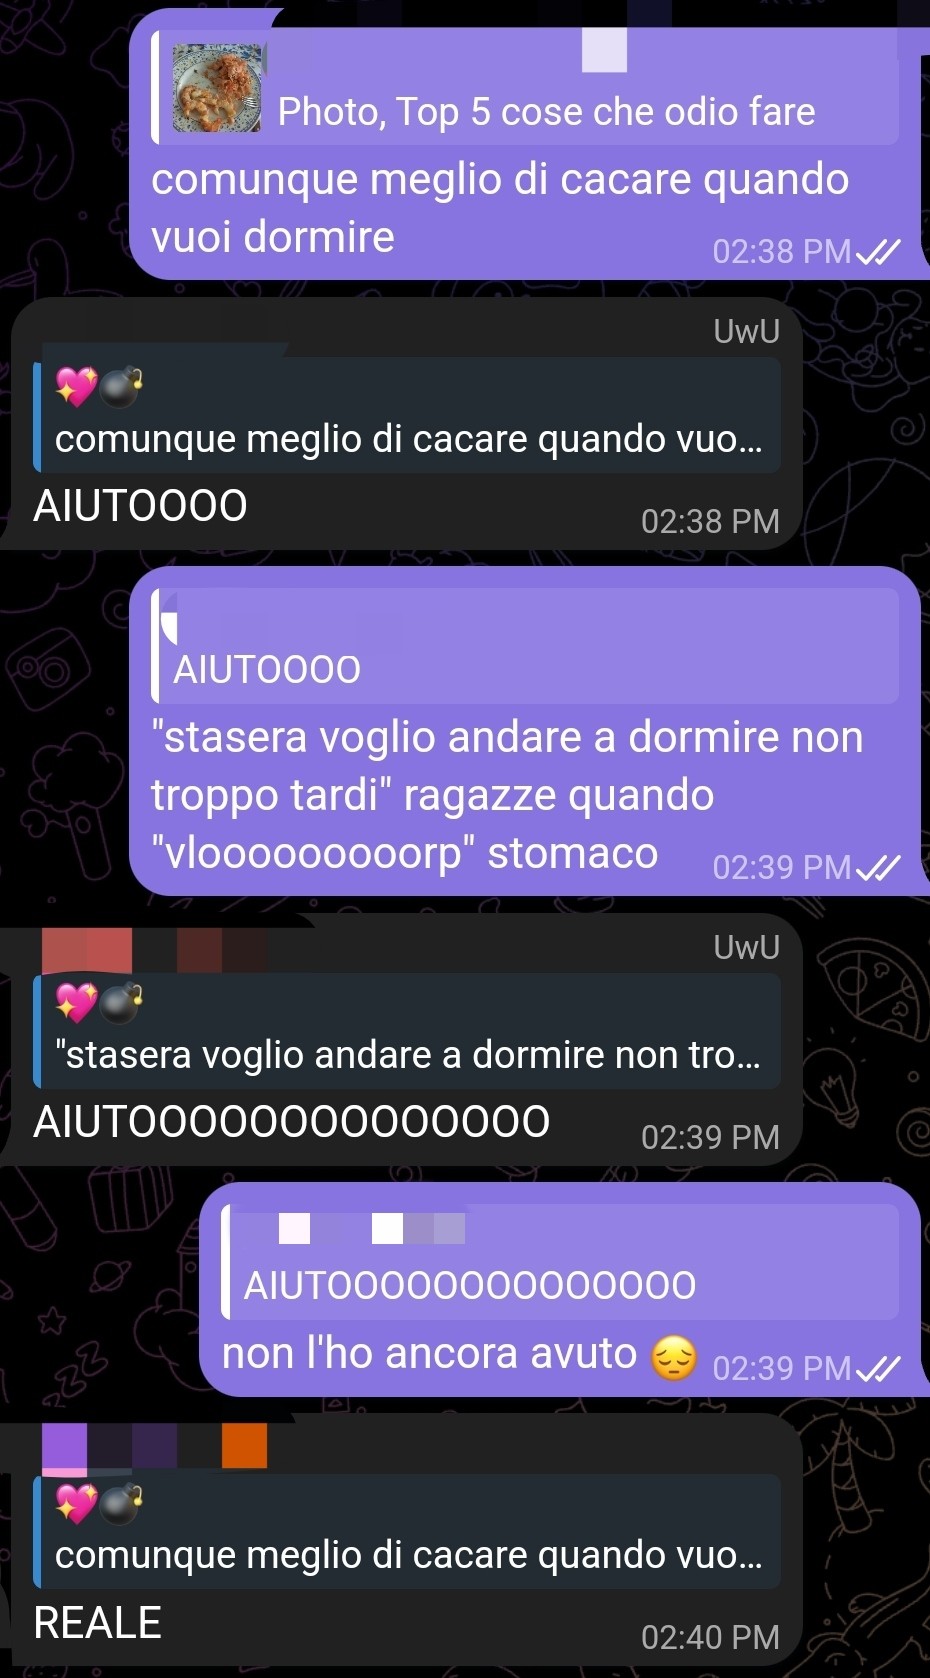 Photo, Top 5 cose che odio fare
comunque meglio di cacare quando
vuoi dormire
02:38 PM
UwU
💖💣
comunque meglio di cacare quando vuo...
AIUTOOOO
02:38 PM
AIUTOOOO
"stasera voglio andare a dormire non
troppo tardi" ragazze quando
"vlooooooooorp" stomaco
02:39 PM
UwU
💖💣
"stasera voglio andare a dormire non tro...
AIUTOOOOOOOOOOOOOO
02:39 PM
AIUTOOOOOOOOOOOOOO
non l'ho ancora avuto 😔
02:39 PM
💖💣
comunque meglio di cacare quando vuo...
REALE
02:40 PM